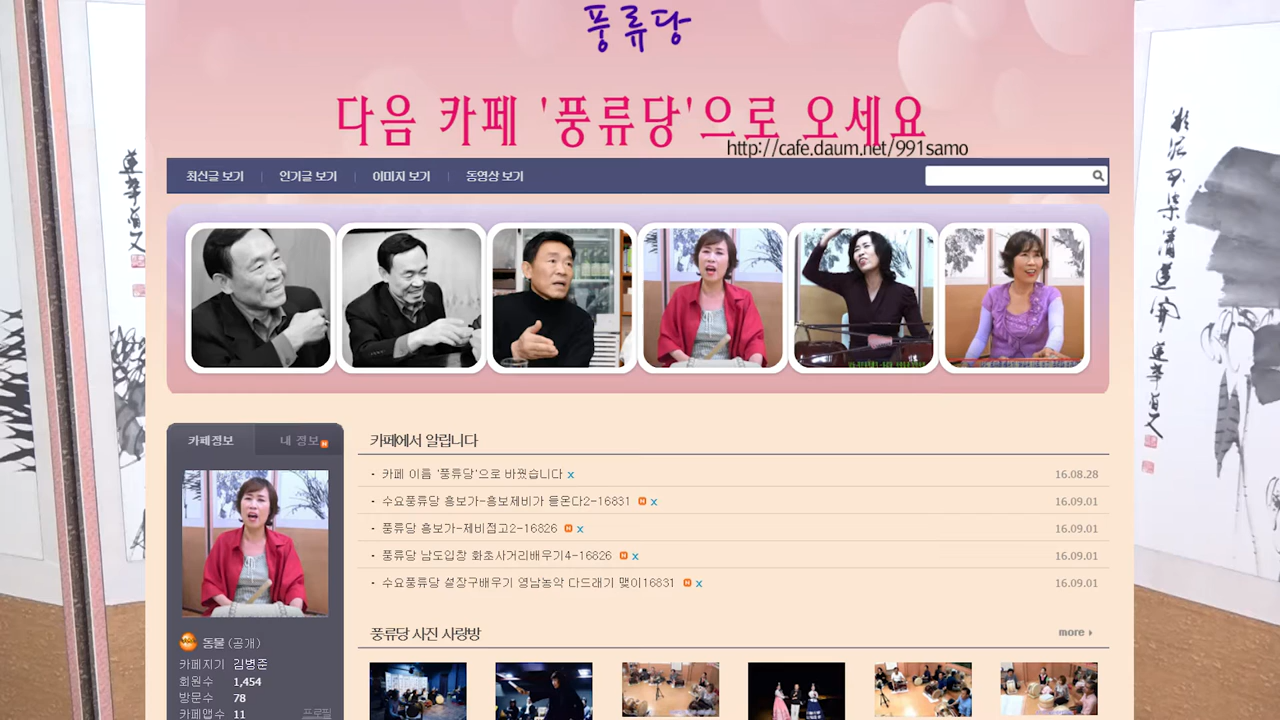 풍류당
다음 카페 '풍류당'으로 오세요
http://cafe.daum.net/991samo
최신글 보기 인기글 보기 이미지 보기 동영상 보기
카페정보 내 정보 N
카페에서 알립니다
카페 이름 '풍류당'으로 바꿨습니다 x 16.08.28
수요풍류당 흥보가-흥보제비가 들온다2-16831 N x 16.09.01
풍류당 흥보가-제비점고2-16826 N x 16.09.01
풍류당 남도입창 화초사거리배우기4-16826 N x 16.09.01
수요풍류당 설장구배우기 영남농악 다드래기 맺이16831 N x 16.09.01
풍류당 사진 사랑방 more
동물 (공개)
카페지기 김병준
회원수 1,454
방문수 78
카페앱수 11 프로필